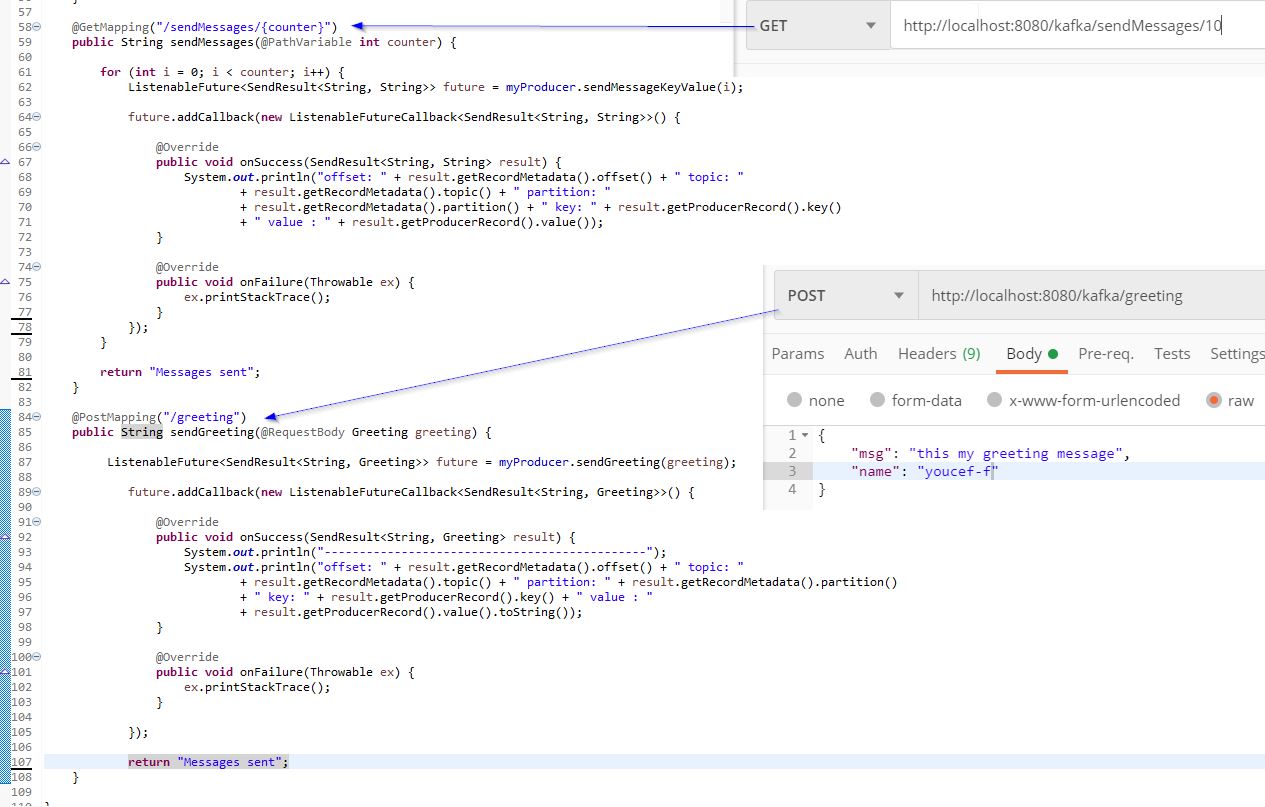 57
58 @GetMapping("/sendMessages/{counter}")
GET http://localhost:8080/kafka/sendMessages/10
59 public String sendMessages(@PathVariable int counter) {
60
61 for (int i = 0; i < counter; i++) {
62 ListenableFuture<SendResult<String, String>> future = myProducer.sendMessageKeyValue(i);
63
64 future.addCallback(new ListenableFutureCallback<SendResult<String, String>>() {
65
66 @Override
67 public void onSuccess(SendResult<String, String> result) {
68 System.out.println("offset: " + result.getRecordMetadata().offset() + " topic: "
69 + result.getRecordMetadata().topic() + " partition: "
70 + result.getRecordMetadata().partition() + " key: " + result.getProducerRecord().key()
71 + " value : " + result.getProducerRecord().value());
72 }
73
74 @Override
75 public void onFailure(Throwable ex) {
76 ex.printStackTrace();
77 }
78 });
79 }
80
81 return "Messages sent";
82 }
83
84 @PostMapping("/greeting")
85 public String sendGreeting(@RequestBody Greeting greeting) {
86
87 ListenableFuture<SendResult<String, Greeting>> future = myProducer.sendGreeting(greeting);
88
89 future.addCallback(new ListenableFutureCallback<SendResult<String, Greeting>>() {
90
91 @Override
92 public void onSuccess(SendResult<String, Greeting> result) {
93 System.out.println("----------------------------------------------");
94 System.out.println("offset: " + result.getRecordMetadata().offset() + " topic: "
95 + result.getRecordMetadata().topic() + " partition: " + result.getRecordMetadata().partition()
96 + " key: " + result.getProducerRecord().key() + " value : "
97 + result.getProducerRecord().value().toString());
98 }
99
100 @Override
101 public void onFailure(Throwable ex) {
102 ex.printStackTrace();
103 }
104
105 });
106
107 return "Messages sent";
108 }
109
POST http://localhost:8080/kafka/greeting
Params Auth Headers (9) Body Pre-req. Tests Settings
none form-data x-www-form-urlencoded raw
1 {
2 "msg": "this my greeting message",
3 "name": "youcef-f"
4 }